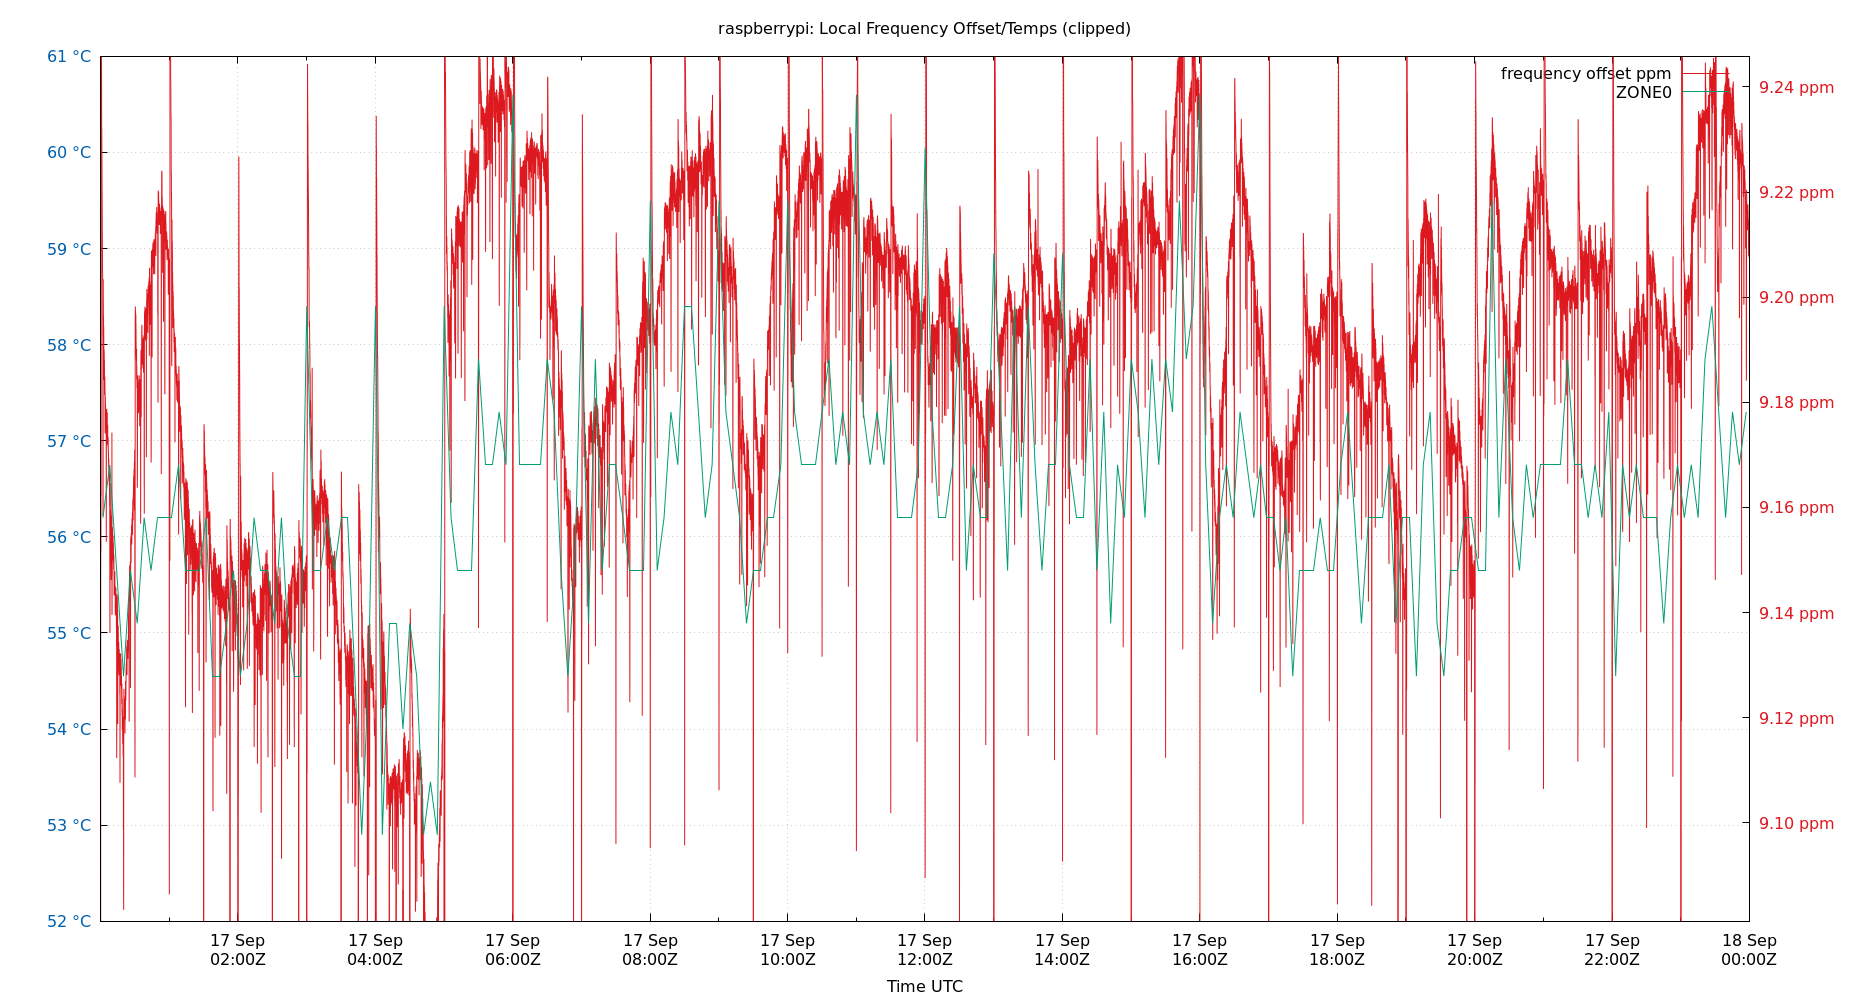 raspberrypi: Local Frequency Offset/Temps (clipped)
frequency offset ppm
ZONE0
61 °C
60 °C
59 °C
58 °C
57 °C
56 °C
55 °C
54 °C
53 °C
52 °C
9.24 ppm
9.22 ppm
9.20 ppm
9.18 ppm
9.16 ppm
9.14 ppm
9.12 ppm
9.10 ppm
17 Sep
02:00Z
17 Sep
04:00Z
17 Sep
06:00Z
17 Sep
08:00Z
17 Sep
10:00Z
17 Sep
12:00Z
17 Sep
14:00Z
17 Sep
16:00Z
17 Sep
18:00Z
17 Sep
20:00Z
17 Sep
22:00Z
18 Sep
00:00Z
Time UTC